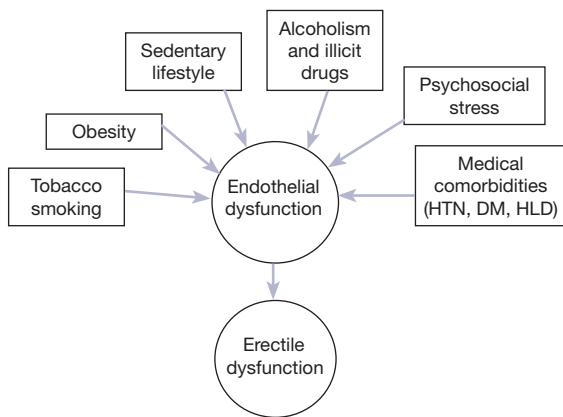 Alcoholism
and illicit
drugs
Sedentary
lifestyle
Psychosocial
stress
Obesity
Medical
comorbidities
(HTN, DM, HLD)
Tobacco
smoking
Endothelial
dysfunction
Erectile
dysfunction